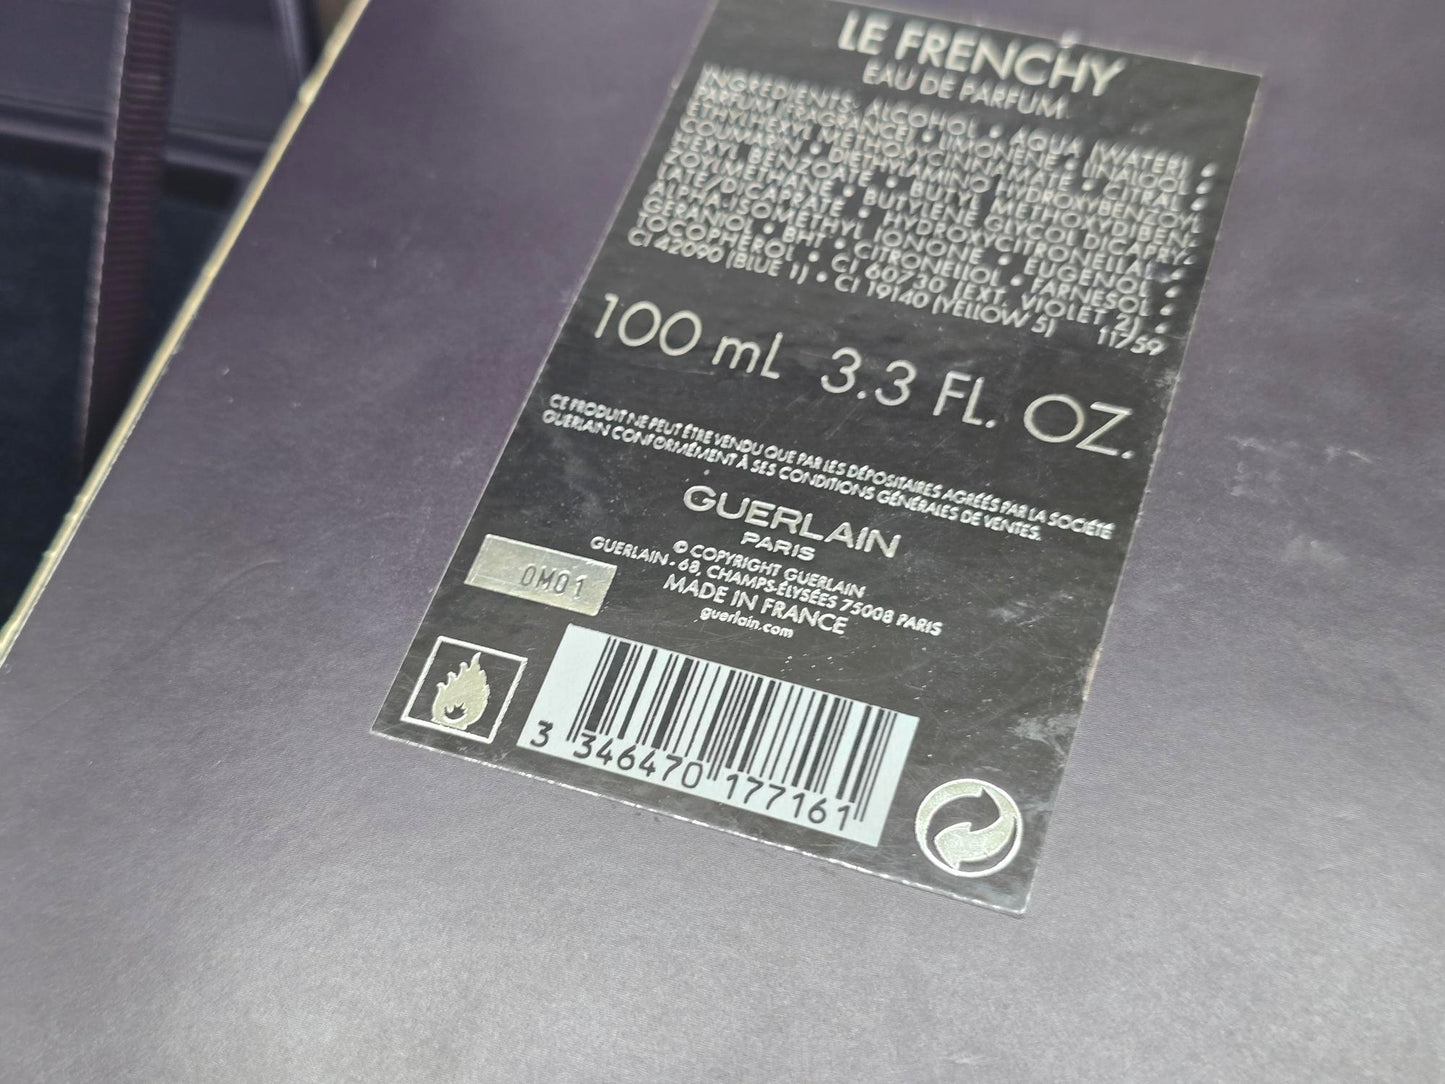 LE FRENCHY
EAU DE PARFUM
INGREDIENTS: ALCOHOL • AQUA (WATER) •
PARFUM (FRAGRANCE) • LIMONENE • LINALOOL •
ETHYLHEXYL METHOXYCINNAMATE • CITRAL •
COUMARIN • DIETHYLAMINO HYDROXYBENZOYL
HEXYL BENZOATE • BUTYL METHOXYDIBEN-
ZOYLMETHANE • BUTYLENE GLYCOL DICAPRY-
LATE/DICAPRATE • HYDROXYCITRONELLAL •
ALPHA-ISOMETHYL IONONE • EUGENOL •
GERANIOL • BHT • CITRONELLOL • FARNESOL •
TOCOPHEROL • CI 60730 (EXT. VIOLET 2) •
CI 42090 (BLUE 1) • CI 19140 (YELLOW 5) 11759
100 mL 3.3 FL. OZ.
CE PRODUIT NE PEUT ÊTRE VENDU QUE PAR LES DÉPOSITAIRES AGRÉÉS PAR LA SOCIÉTÉ
GUERLAIN CONFORMÉMENT À SES CONDITIONS GÉNÉRALES DE VENTES.
GUERLAIN
PARIS
© COPYRIGHT GUERLAIN
GUERLAIN - 68, CHAMPS-ÉLYSÉES 75008 PARIS
MADE IN FRANCE
guerlain.com
0M01
3 346470 177161